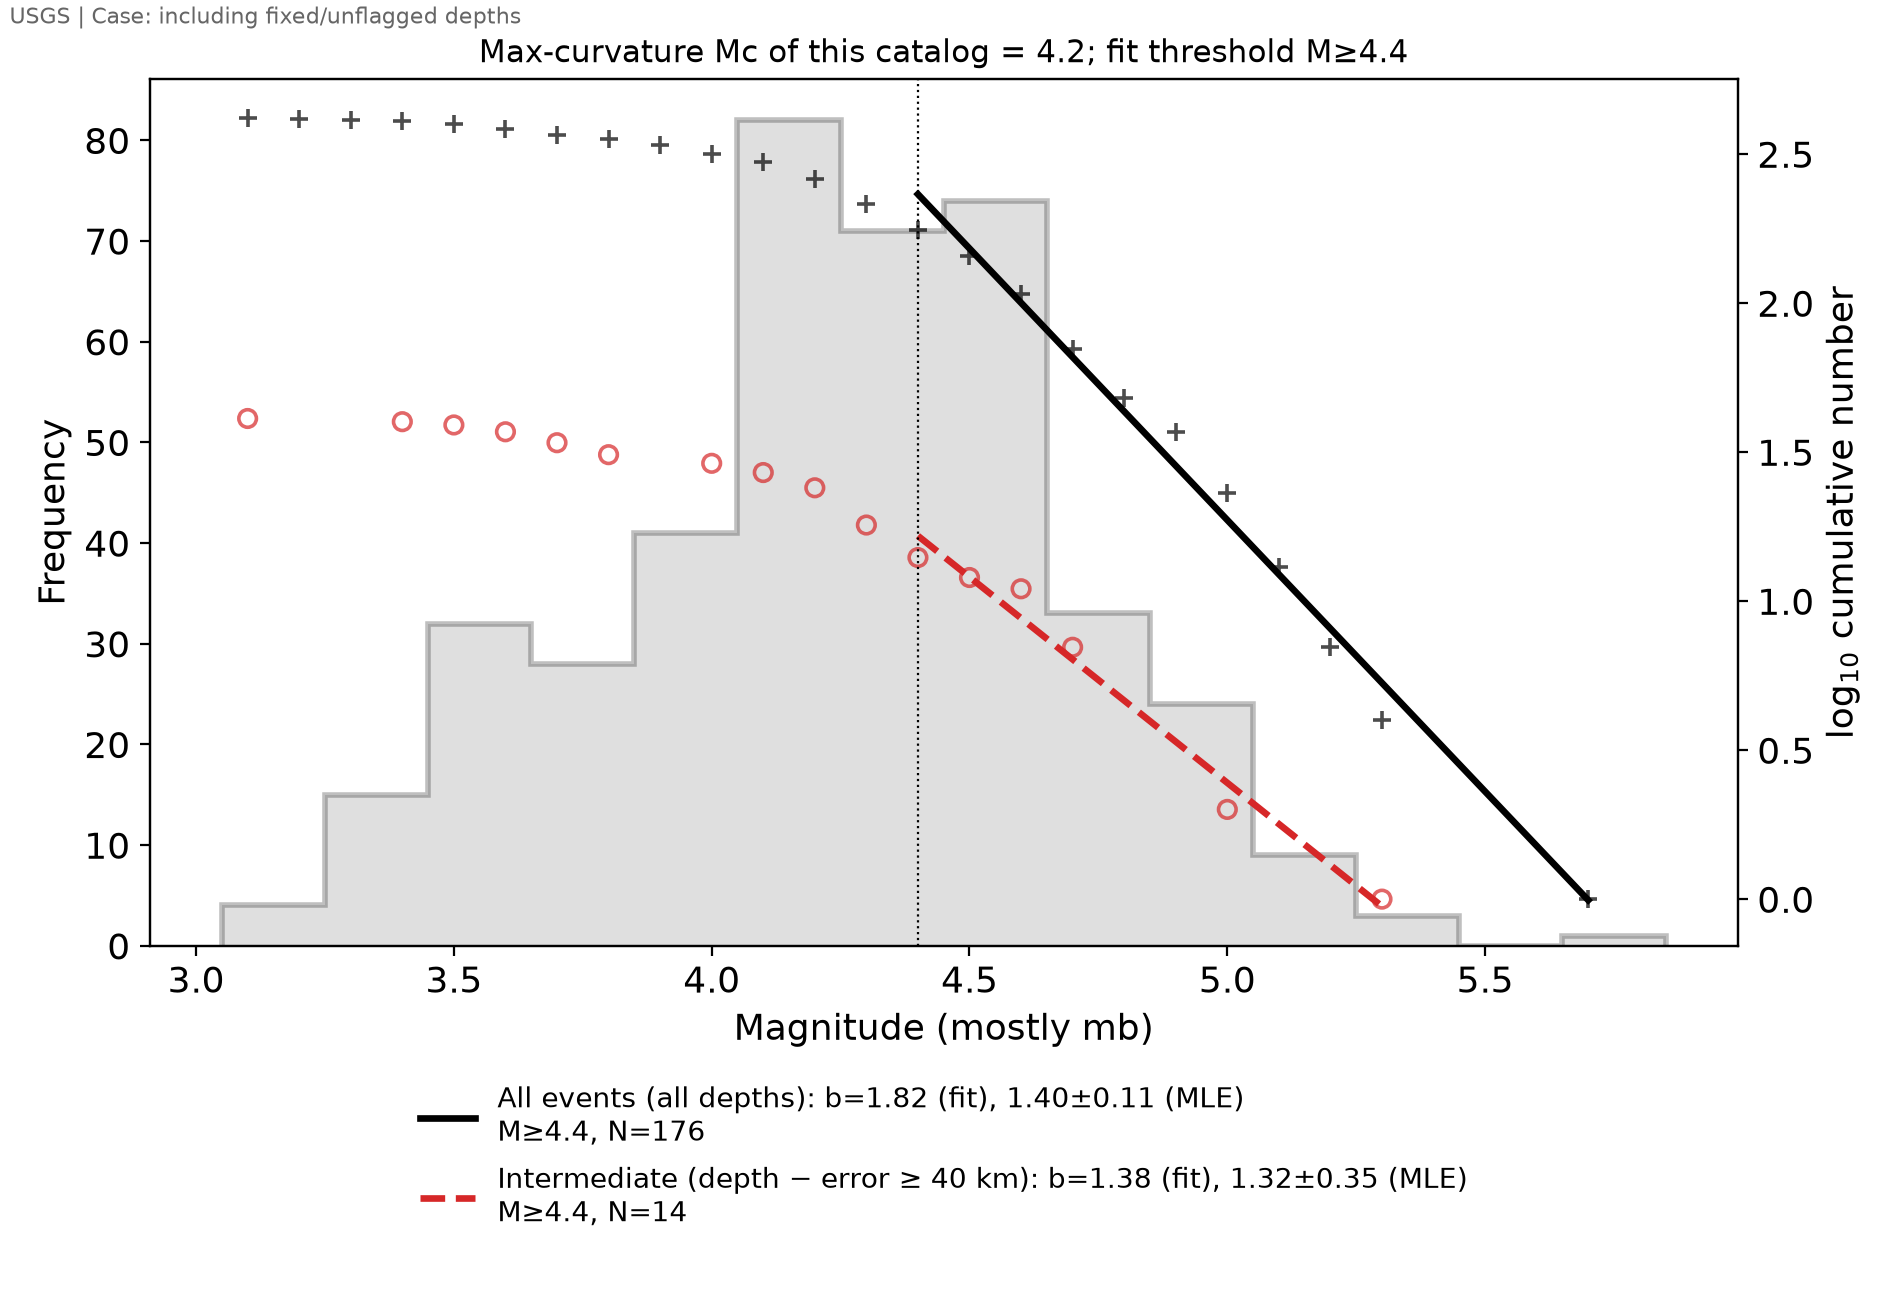 USGS | Case: including fixed/unflagged depths
Max-curvature Mc of this catalog = 4.2; fit threshold M≥4.4
Frequency
80
70
60
50
40
30
20
10
0
2.5
2.0
1.5
1.0
0.5
0.0
log₁₀ cumulative number
3.0 3.5 4.0 4.5 5.0 5.5
Magnitude (mostly mb)
All events (all depths): b=1.82 (fit), 1.40±0.11 (MLE)
M≥4.4, N=176
Intermediate (depth − error ≥ 40 km): b=1.38 (fit), 1.32±0.35 (MLE)
M≥4.4, N=14